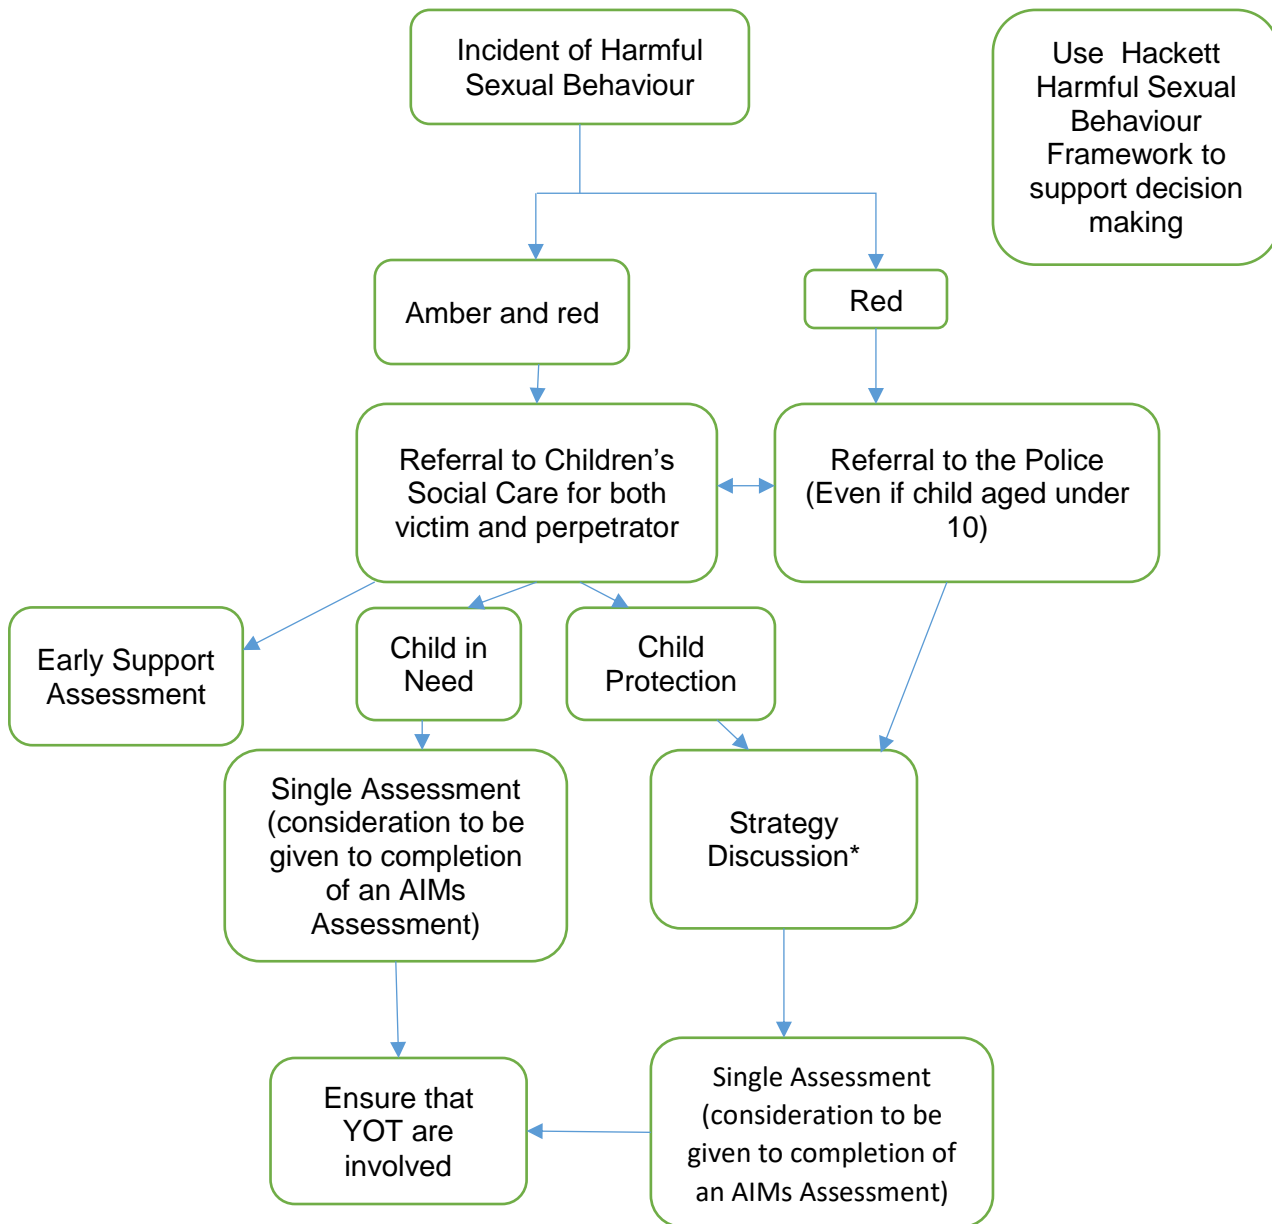 Incident of Harmful
Sexual Behaviour
Use Hackett
Harmful Sexual
Behaviour
Framework to
support decision
making
Amber and red
Red
Referral to Children’s
Social Care for both
victim and perpetrator
Referral to the Police
(Even if child aged under
10)
Early Support
Assessment
Child in
Need
Child
Protection
Single Assessment
(consideration to be
given to completion
of an AIMs
Assessment)
Strategy
Discussion*
Ensure that
YOT are
involved
Single Assessment
(consideration to be
given to completion of
an AIMs Assessment)